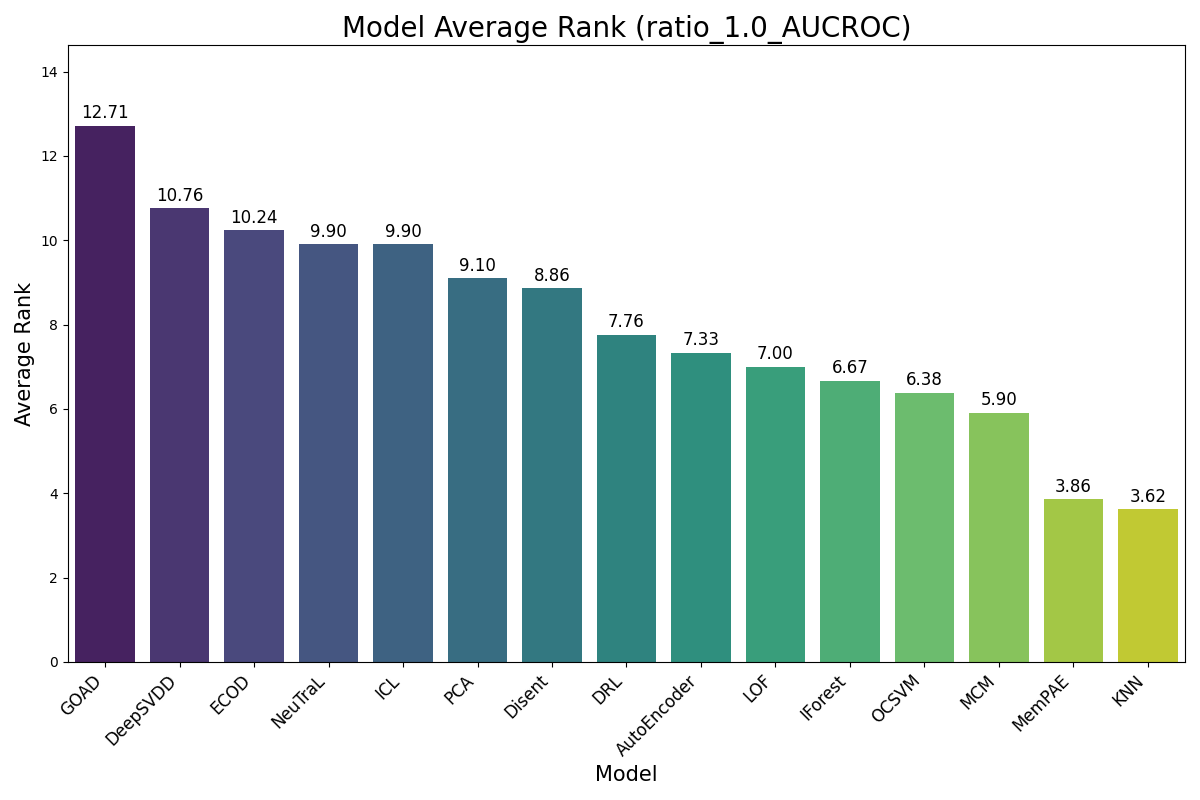 Model Average Rank (ratio_1.0_AUCROC)
Average Rank
14
12
10
8
6
4
2
0
12.71
10.76
10.24
9.90
9.90
9.10
8.86
7.76
7.33
7.00
6.67
6.38
5.90
3.86
3.62
GOAD
DeepSVDD
ECOD
NeuTraL
ICL
PCA
Disent
DRL
AutoEncoder
LOF
IForest
OCSVM
MCM
MemPAE
KNN
Model